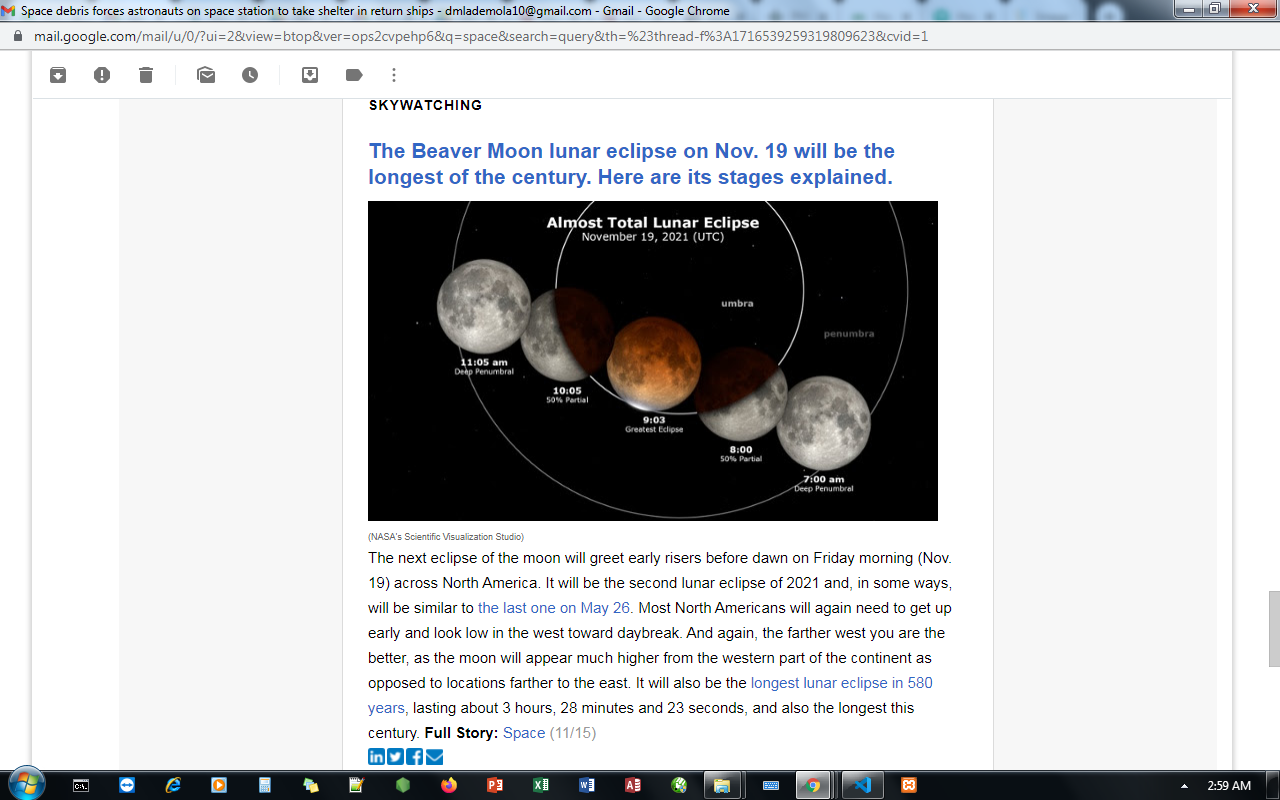 Space debris forces astronauts on space station to take shelter in return ships - dmlademola10@gmail.com - Gmail - Google Chrome
mail.google.com/mail/u/0/?ui=2&view=btop&ver=ops2cvpehp6&q=space&search=query&th=%23thread-f%3A1716539259319809623&cvid=1
SKYWATCHING
The Beaver Moon lunar eclipse on Nov. 19 will be the
longest of the century. Here are its stages explained.
Almost Total Lunar Eclipse
November 19, 2021 (UTC)
umbra
penumbra
11:05 am
Deep Penumbral
10:05
50% Partial
9:03
Greatest Eclipse
8:00
50% Partial
7:00 am
Deep Penumbral
(NASA's Scientific Visualization Studio)
The next eclipse of the moon will greet early risers before dawn on Friday morning (Nov.
19) across North America. It will be the second lunar eclipse of 2021 and, in some ways,
will be similar to the last one on May 26. Most North Americans will again need to get up
early and look low in the west toward daybreak. And again, the farther west you are the
better, as the moon will appear much higher from the western part of the continent as
opposed to locations farther to the east. It will also be the longest lunar eclipse in 580
years, lasting about 3 hours, 28 minutes and 23 seconds, and also the longest this
century. Full Story: Space (11/15)
2:59 AM